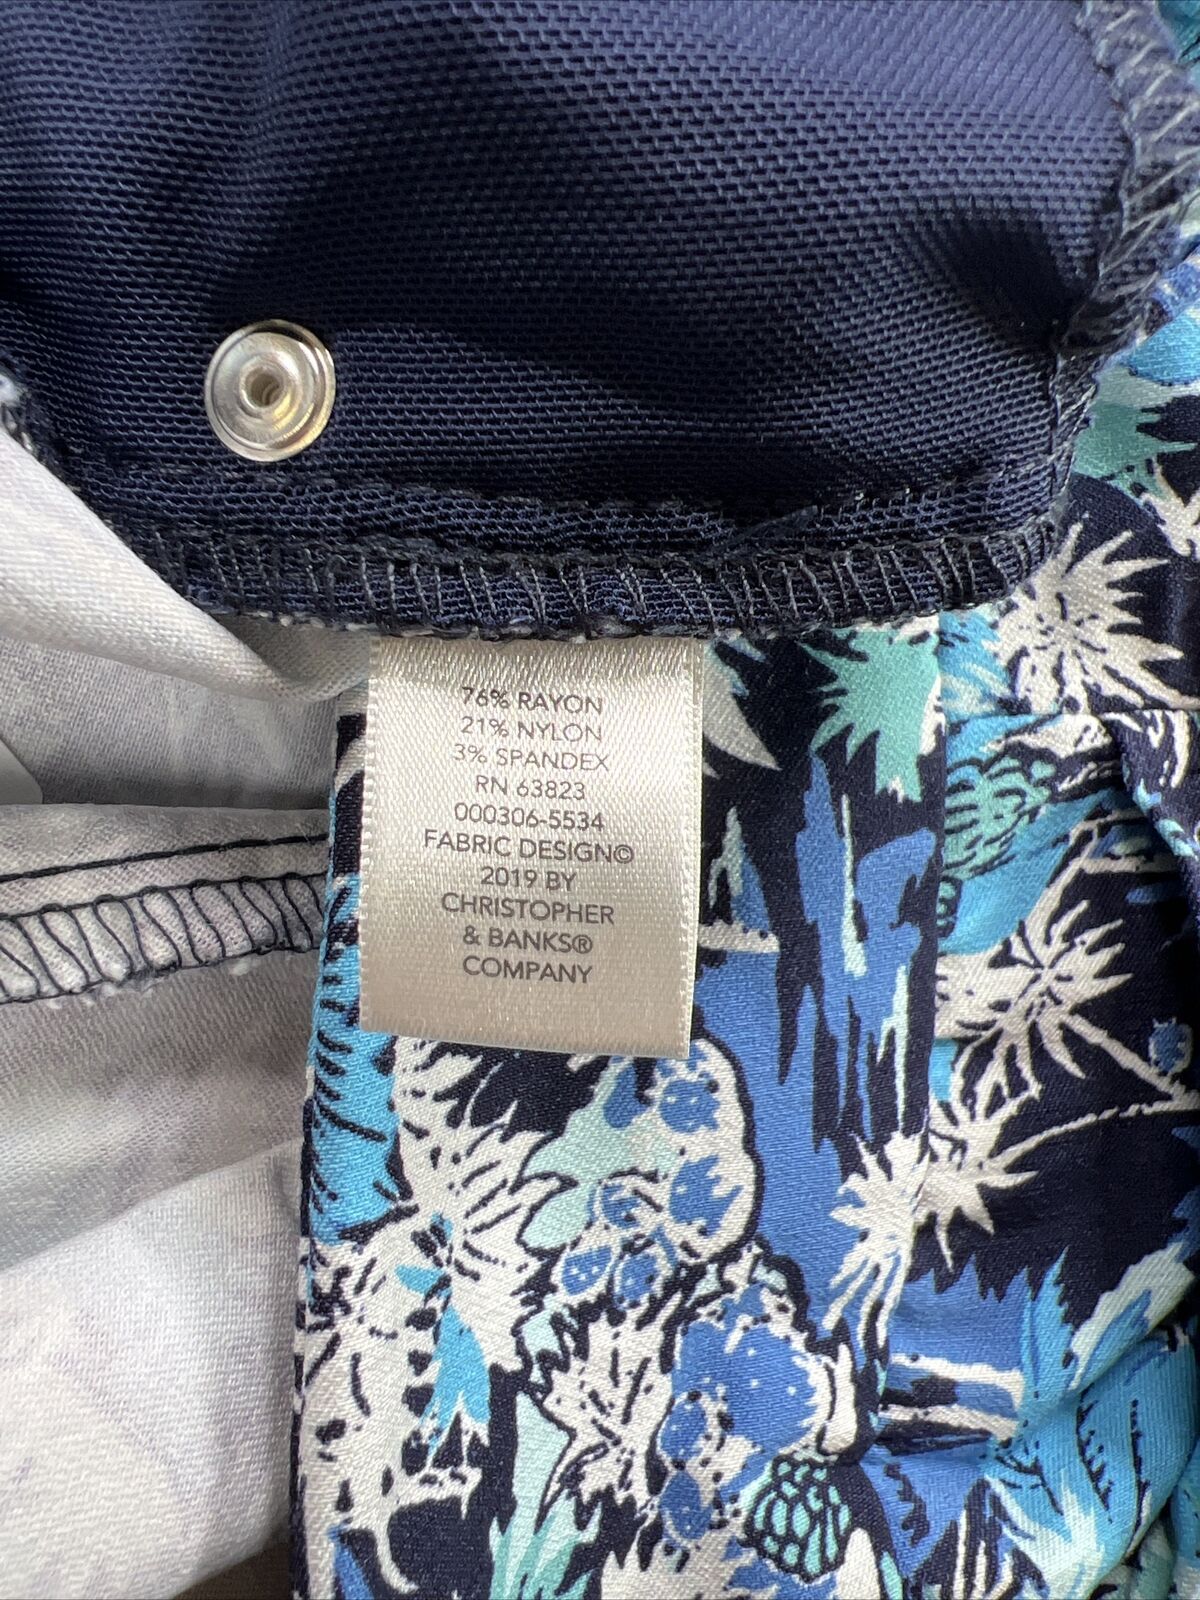 76% RAYON
21% NYLON
3% SPANDEX
RN 63823
000306-5534
FABRIC DESIGN©
2019 BY
CHRISTOPHER
& BANKS®
COMPANY